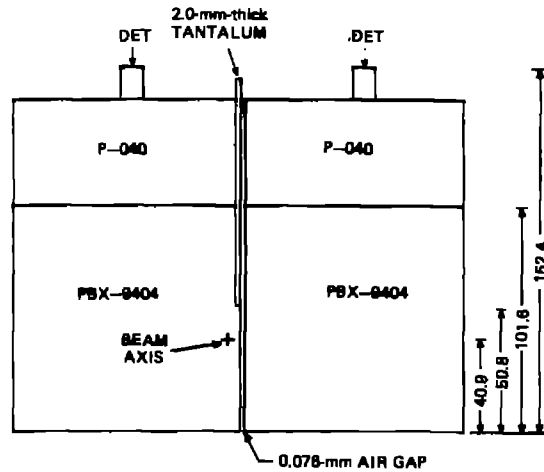 2.0-mm-thick
TANTALUM
DET
DET
P-040
P-040
PBX-9404
PBX-9404
BEAM
AXIS
40.9
50.8
101.6
152.4
0.076-mm AIR GAP